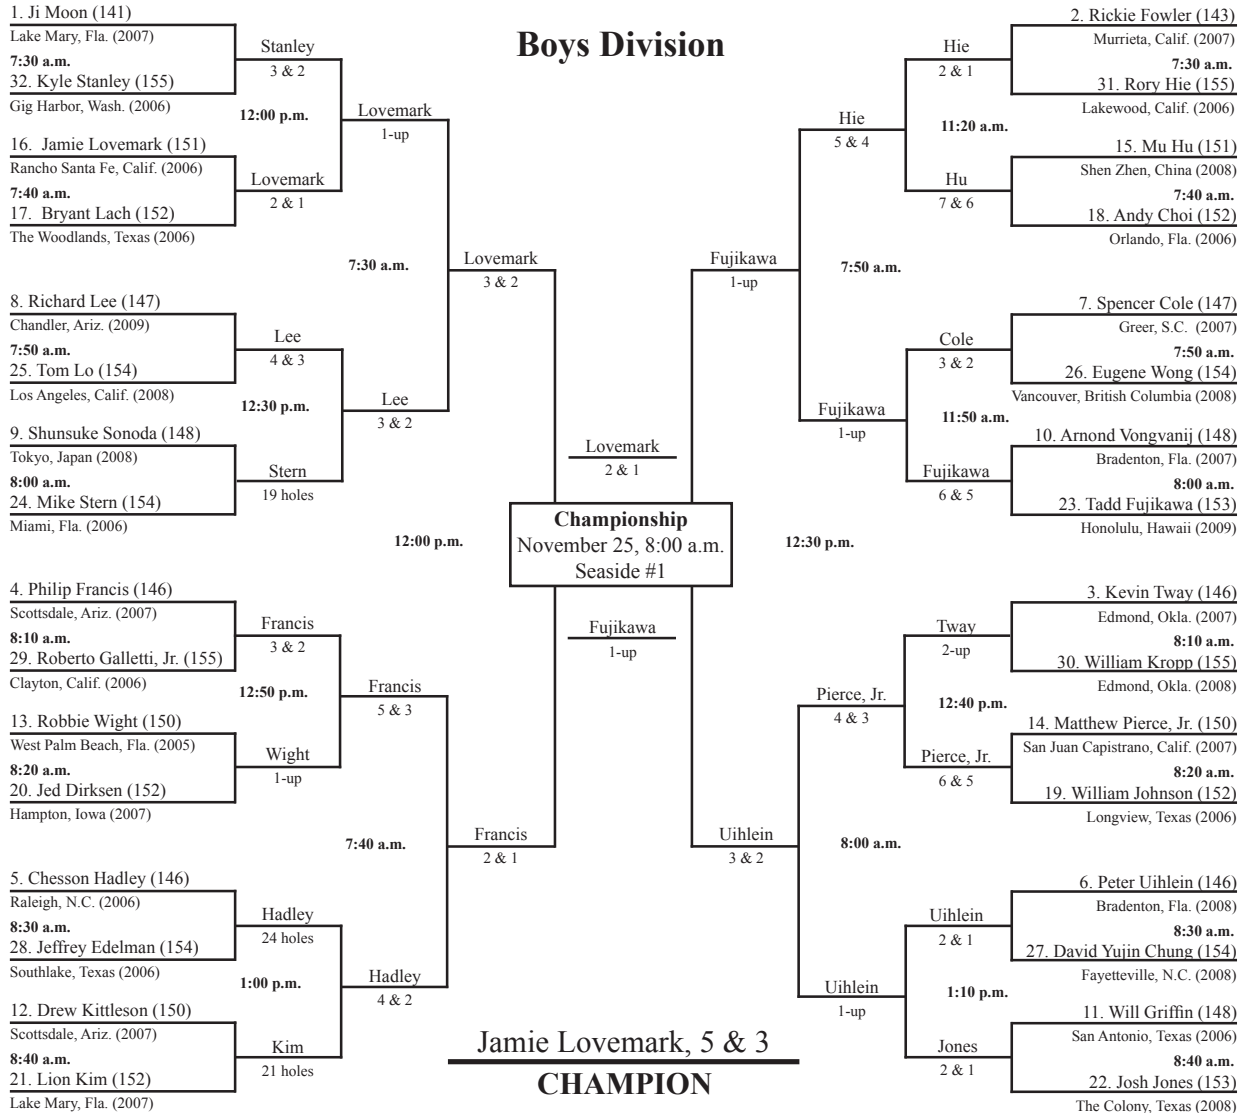 Boys Division
1. Ji Moon (141)
Lake Mary, Fla. (2007)
7:30 a.m.
32. Kyle Stanley (155)
Gig Harbor, Wash. (2006)
16. Jamie Lovemark (151)
Rancho Santa Fe, Calif. (2006)
7:40 a.m.
17. Bryant Lach (152)
The Woodlands, Texas (2006)
8. Richard Lee (147)
Chandler, Ariz. (2009)
7:50 a.m.
25. Tom Lo (154)
Los Angeles, Calif. (2008)
9. Shunsuke Sonoda (148)
Tokyo, Japan (2008)
8:00 a.m.
24. Mike Stern (154)
Miami, Fla. (2006)
4. Philip Francis (146)
Scottsdale, Ariz. (2007)
8:10 a.m.
29. Roberto Galletti, Jr. (155)
Clayton, Calif. (2006)
13. Robbie Wight (150)
West Palm Beach, Fla. (2005)
8:20 a.m.
20. Jed Dirksen (152)
Hampton, Iowa (2007)
5. Chesson Hadley (146)
Raleigh, N.C. (2006)
8:30 a.m.
28. Jeffrey Edelman (154)
Southlake, Texas (2006)
12. Drew Kittleson (150)
Scottsdale, Ariz. (2007)
8:40 a.m.
21. Lion Kim (152)
Lake Mary, Fla. (2007)
Stanley
3 & 2
12:00 p.m.
Lovemark
2 & 1
Lee
4 & 3
12:30 p.m.
Stern
19 holes
Francis
3 & 2
12:50 p.m.
Wight
1-up
Hadley
24 holes
1:00 p.m.
Kim
21 holes
Lovemark
1-up
7:30 a.m.
Lee
3 & 2
Francis
5 & 3
7:40 a.m.
Hadley
4 & 2
Lovemark
3 & 2
12:00 p.m.
Francis
2 & 1
Lovemark
2 & 1
Championship
November 25, 8:00 a.m.
Seaside #1
Fujikawa
1-up
Jamie Lovemark, 5 & 3
CHAMPION
Fujikawa
1-up
12:30 p.m.
Uihlein
3 & 2
Hie
5 & 4
7:50 a.m.
Fujikawa
1-up
Pierce, Jr.
4 & 3
8:00 a.m.
Uihlein
1-up
Hie
2 & 1
11:20 a.m.
Hu
7 & 6
Cole
3 & 2
11:50 a.m.
Fujikawa
6 & 5
Tway
2-up
12:40 p.m.
Pierce, Jr.
6 & 5
Uihlein
2 & 1
1:10 p.m.
Jones
2 & 1
2. Rickie Fowler (143)
Murrieta, Calif. (2007)
7:30 a.m.
31. Rory Hie (155)
Lakewood, Calif. (2006)
15. Mu Hu (151)
Shen Zhen, China (2008)
7:40 a.m.
18. Andy Choi (152)
Orlando, Fla. (2006)
7. Spencer Cole (147)
Greer, S.C. (2007)
7:50 a.m.
26. Eugene Wong (154)
Vancouver, British Columbia (2008)
10. Arnond Vongvanij (148)
Bradenton, Fla. (2007)
8:00 a.m.
23. Tadd Fujikawa (153)
Honolulu, Hawaii (2009)
3. Kevin Tway (146)
Edmond, Okla. (2007)
8:10 a.m.
30. William Kropp (155)
Edmond, Okla. (2008)
14. Matthew Pierce, Jr. (150)
San Juan Capistrano, Calif. (2007)
8:20 a.m.
19. William Johnson (152)
Longview, Texas (2006)
6. Peter Uihlein (146)
Bradenton, Fla. (2008)
8:30 a.m.
27. David Yujin Chung (154)
Fayetteville, N.C. (2008)
11. Will Griffin (148)
San Antonio, Texas (2006)
8:40 a.m.
22. Josh Jones (153)
The Colony, Texas (2008)